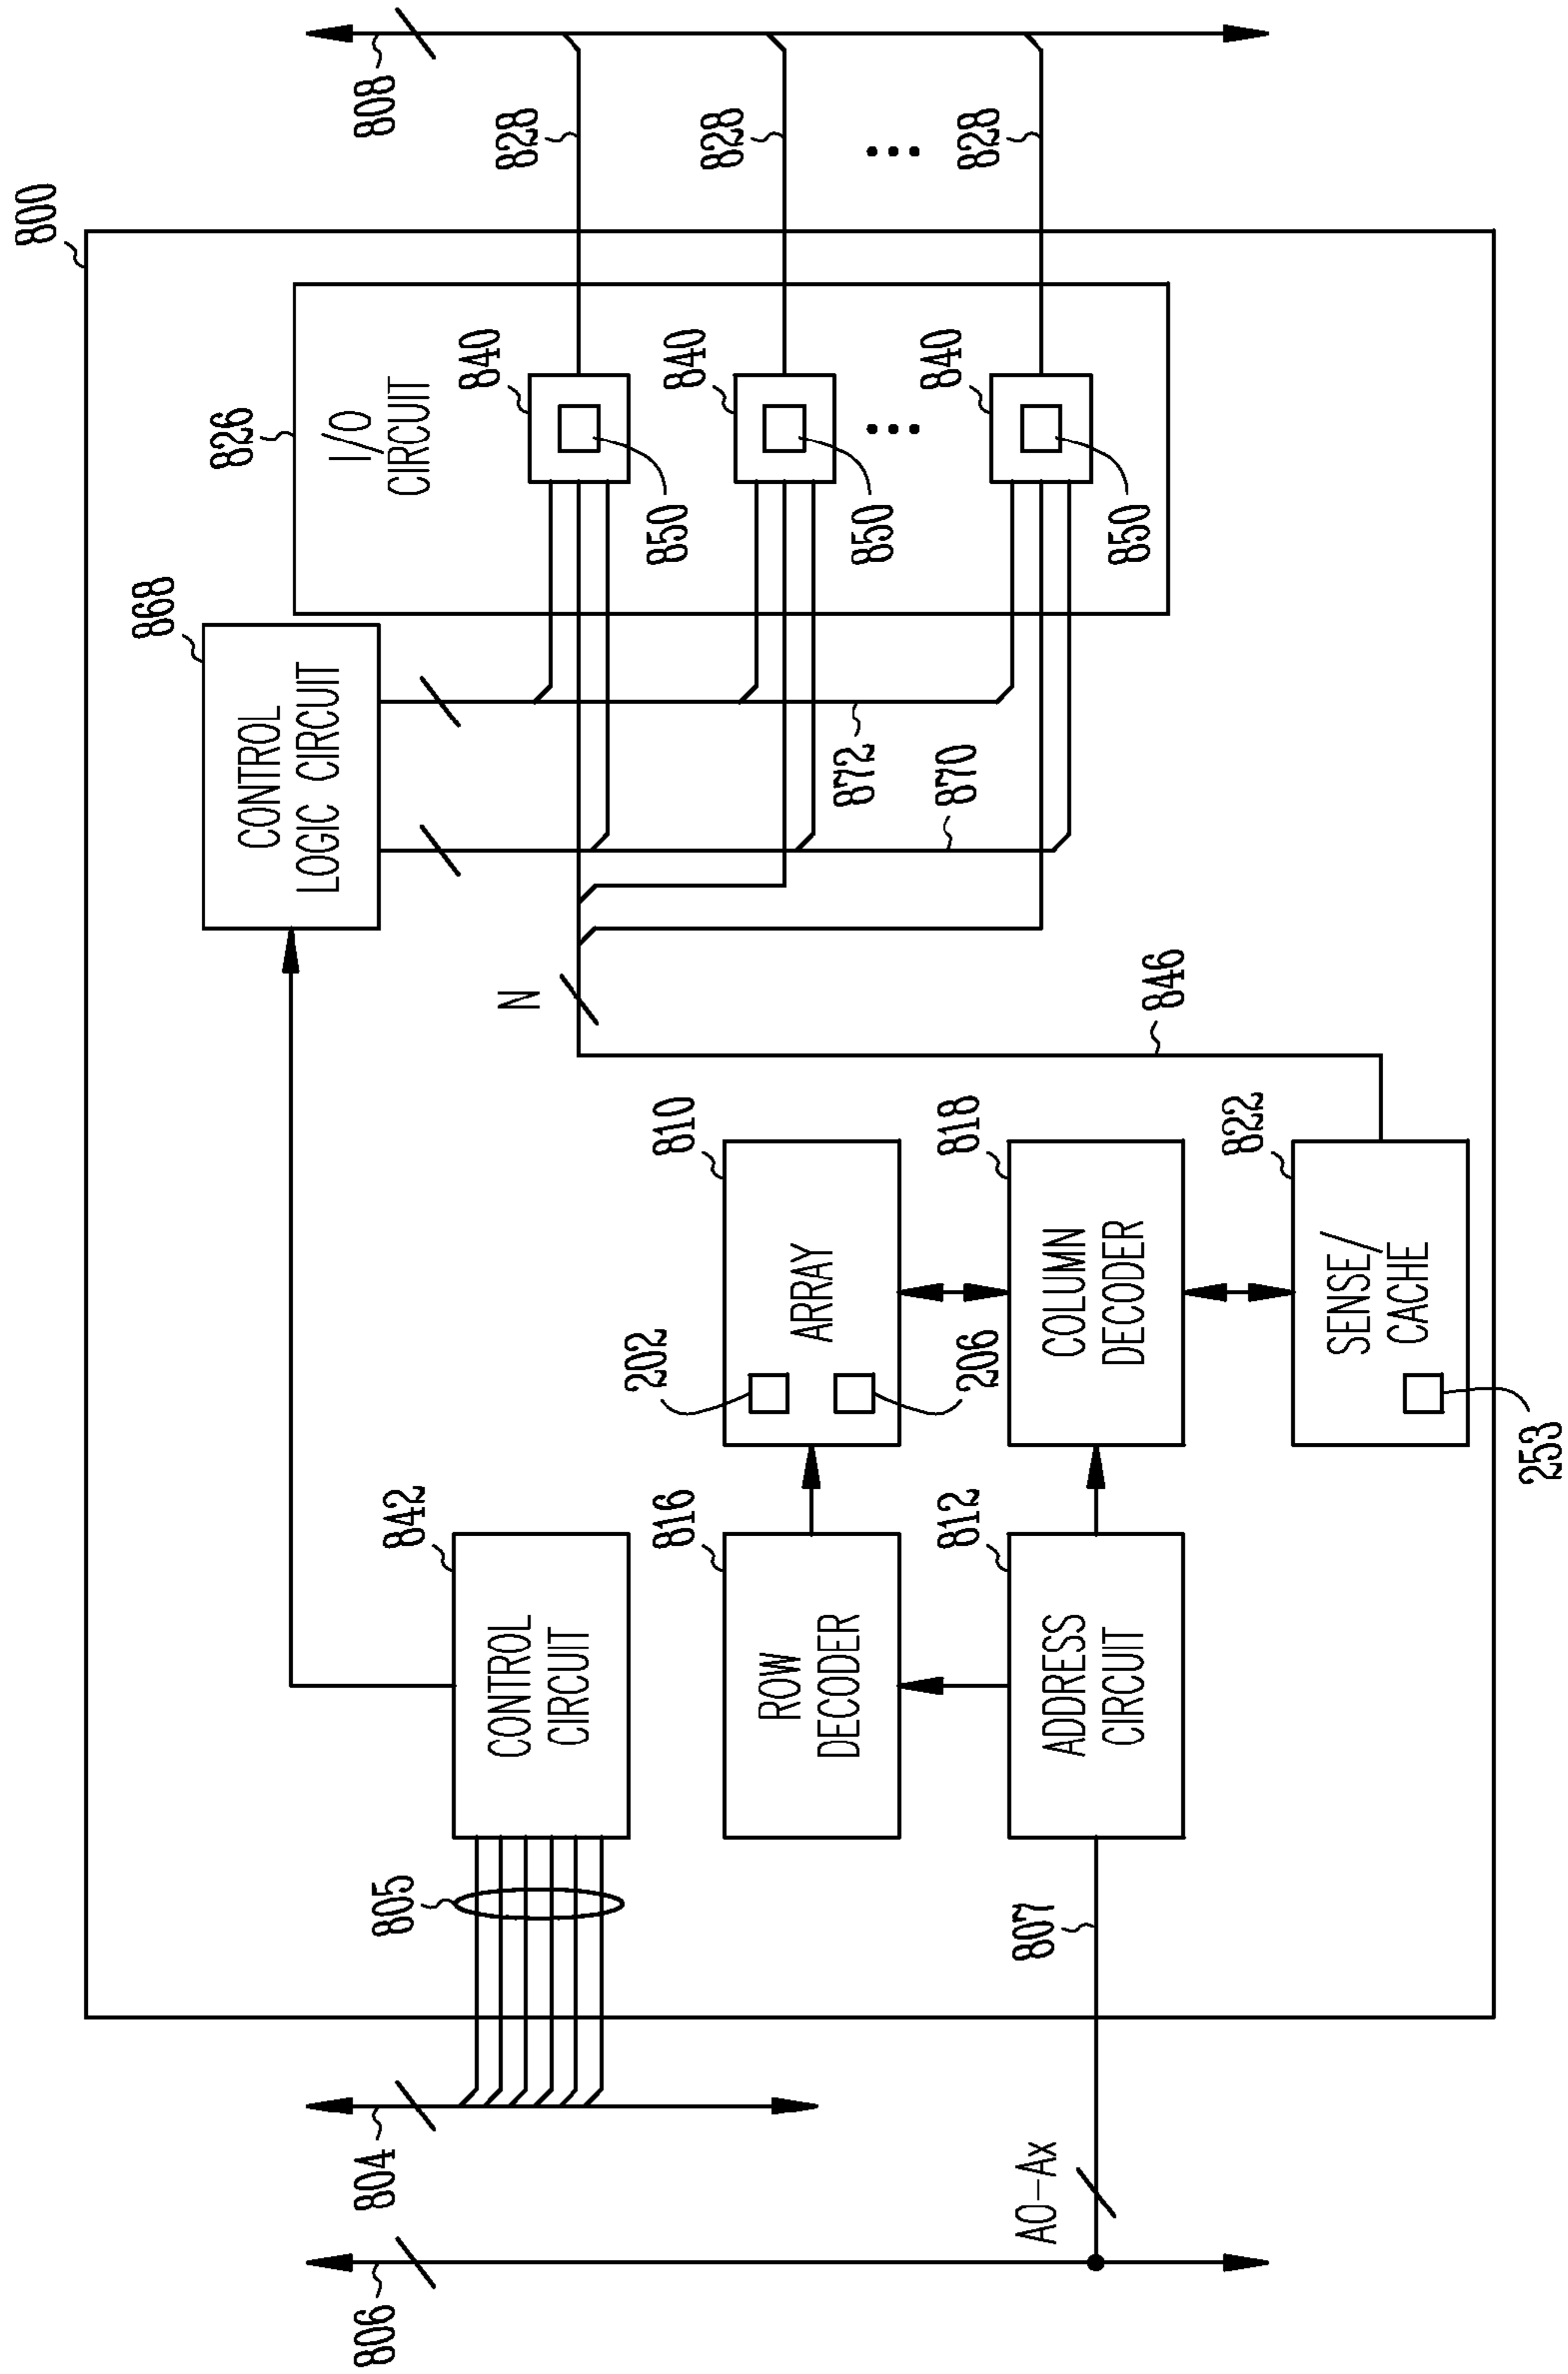 800
806
804
805
842
CONTROL
CIRCUIT
868
CONTROL
LOGIC CIRCUIT
826
I/O
CIRCUIT
808
828
840
850
828
840
850
828
840
850
872
870
N
846
816
ROW
DECODER
810
ARRAY
202
206
A0-Ax
807
812
ADDRESS
CIRCUIT
818
COLUMN
DECODER
822
SENSE/
CACHE
253